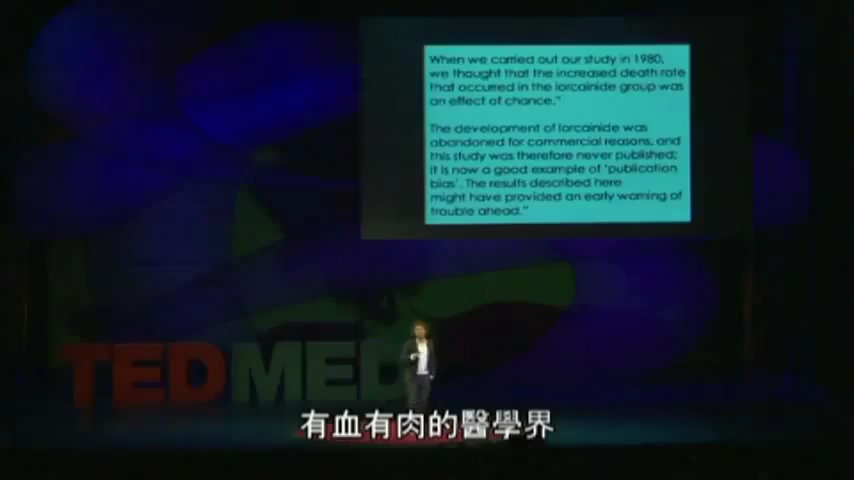 When we carried out our study in 1980,
we thought that the increased death rate
that occurred in the lorcainide group was
an effect of chance."
The development of lorcainide was
abandoned for commercial reasons, and
this study was therefore never published;
it is now a good example of 'publication
bias'. The results described here
might have provided an early warning of
trouble ahead."
TEDMED
有血有肉的醫學界